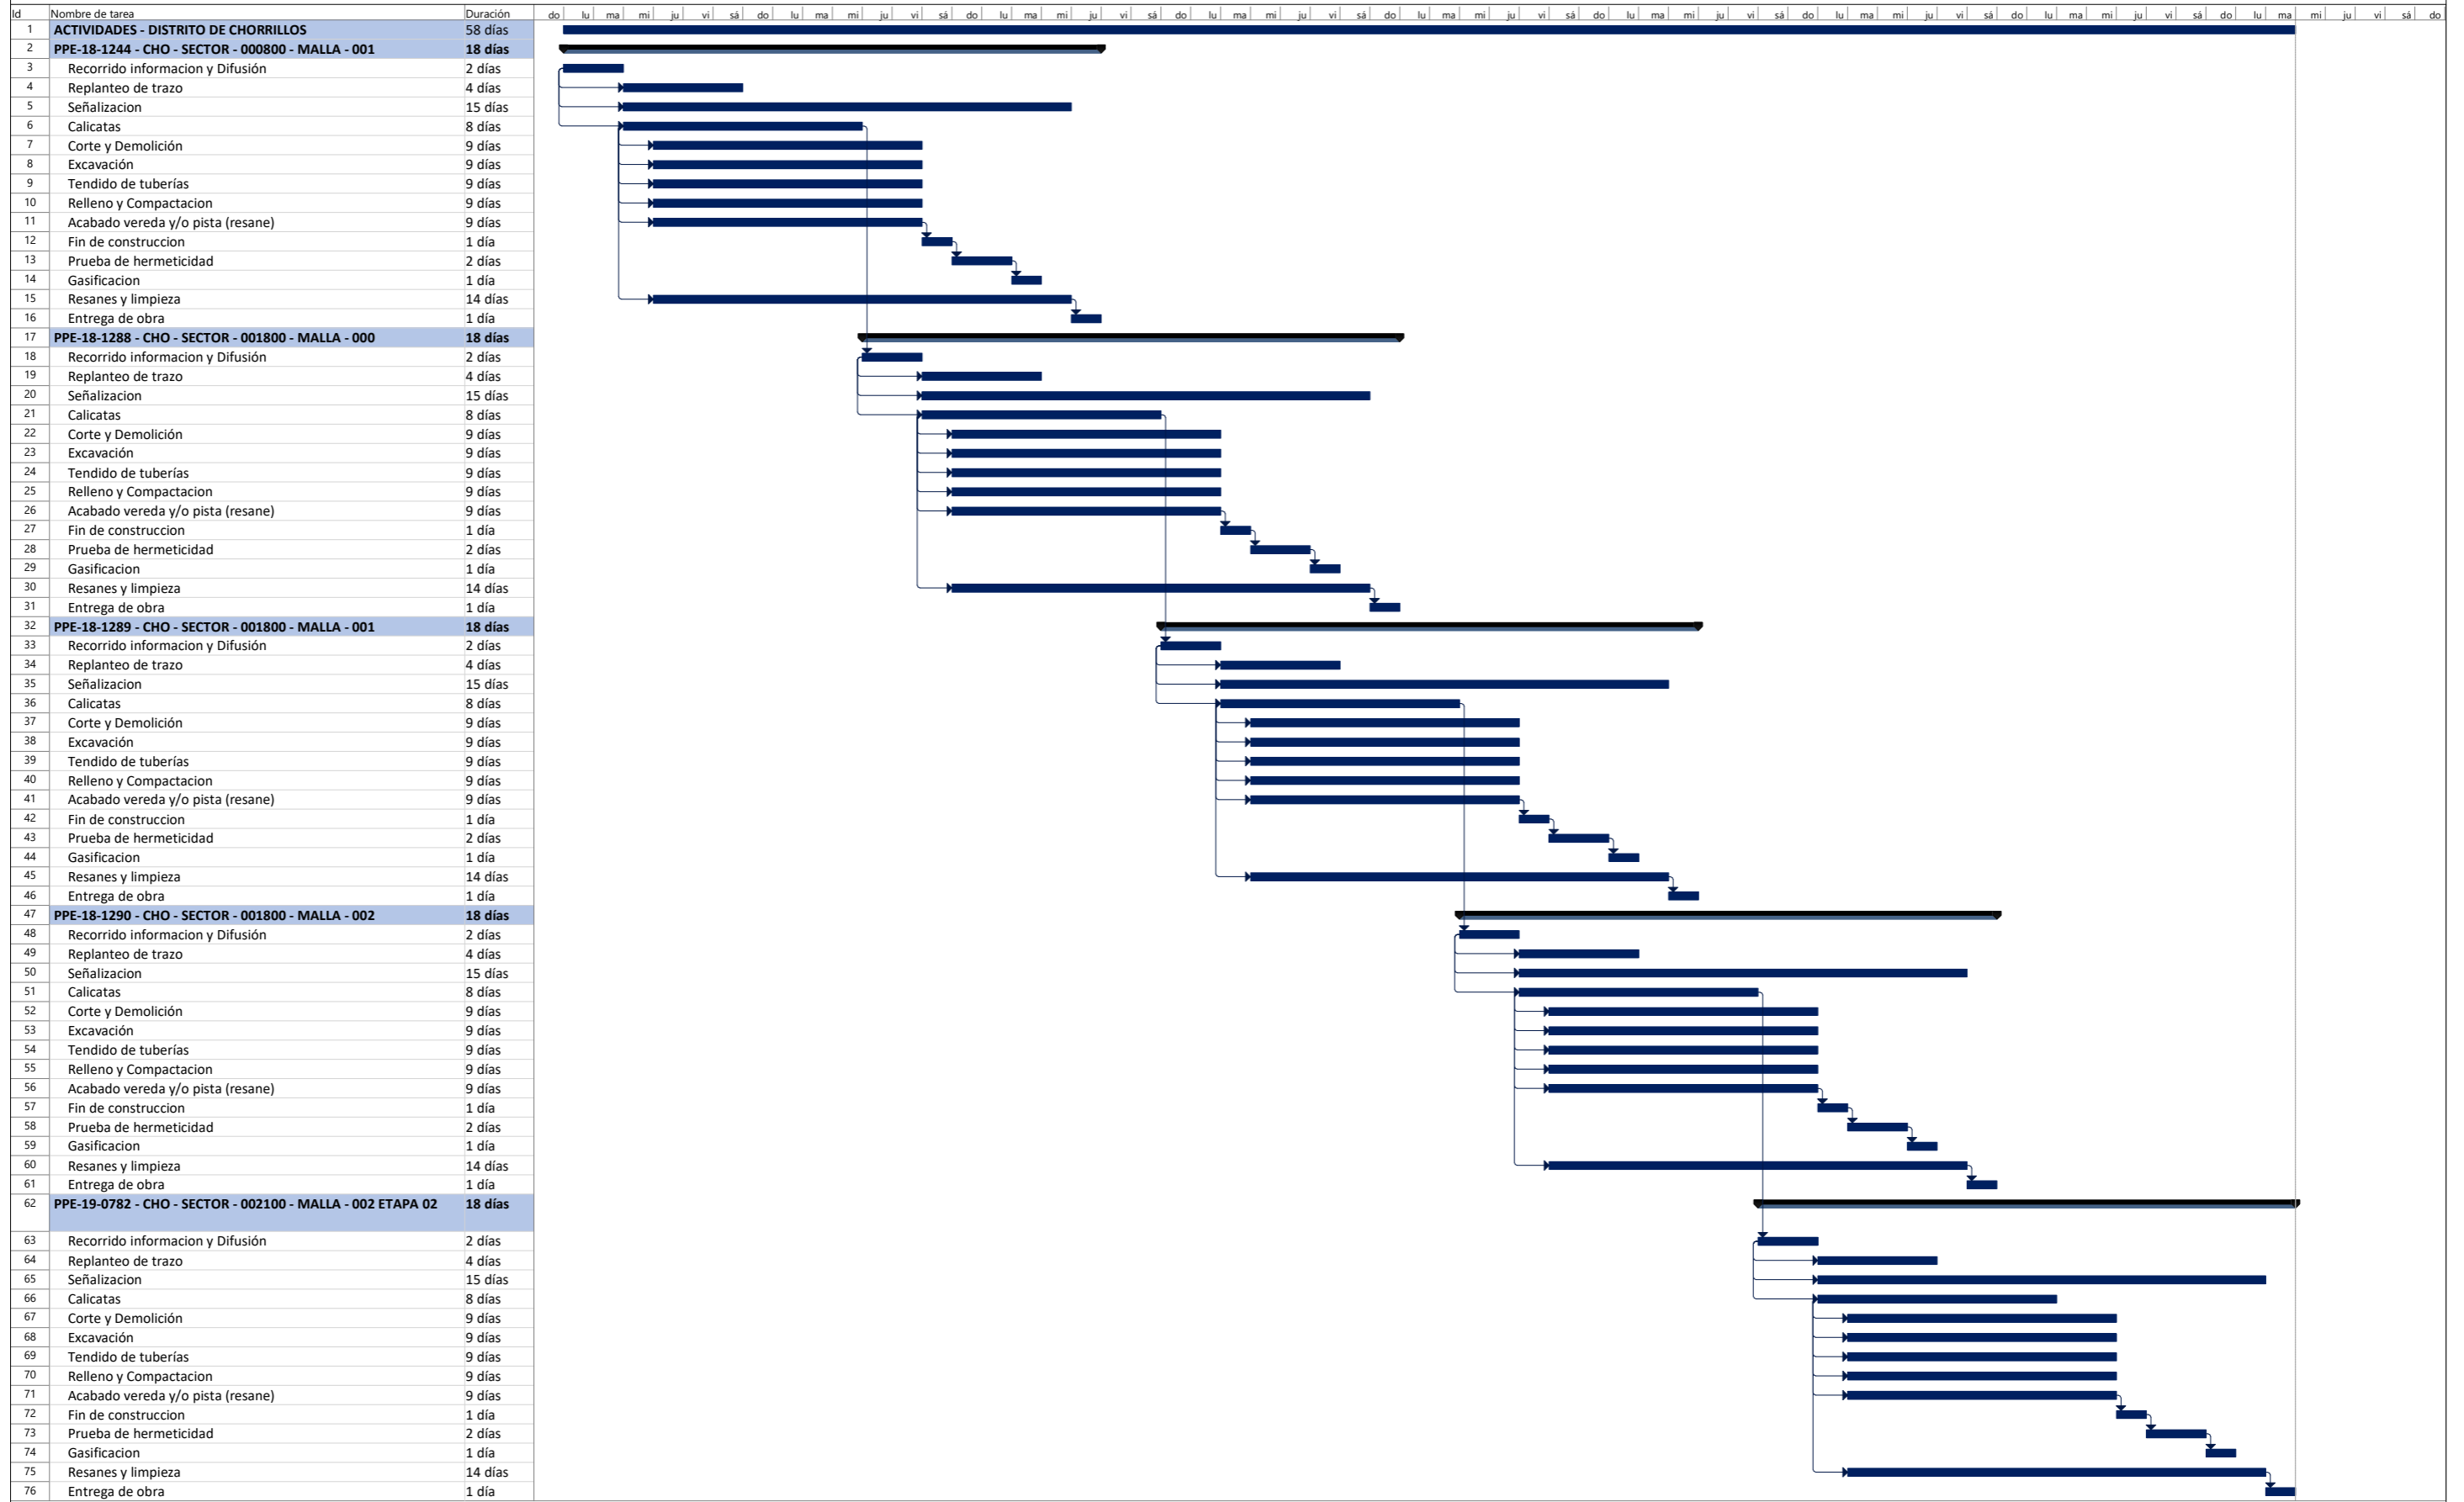 Id Nombre de tarea Duración do lu ma mi ju vi sá do lu ma mi ju vi sá do lu ma mi ju vi sá do lu ma mi ju vi sá do lu ma mi ju vi sá do lu ma mi ju vi sá do lu ma mi ju vi sá do lu ma mi ju vi sá do lu ma mi ju vi sá do
1 ACTIVIDADES - DISTRITO DE CHORRILLOS 58 días
2 PPE-18-1244 - CHO - SECTOR - 000800 - MALLA - 001 18 días
3 Recorrido informacion y Difusión 2 días
4 Replanteo de trazo 4 días
5 Señalizacion 15 días
6 Calicatas 8 días
7 Corte y Demolición 9 días
8 Excavación 9 días
9 Tendido de tuberías 9 días
10 Relleno y Compactacion 9 días
11 Acabado vereda y/o pista (resane) 9 días
12 Fin de construccion 1 día
13 Prueba de hermeticidad 2 días
14 Gasificacion 1 día
15 Resanes y limpieza 14 días
16 Entrega de obra 1 día
17 PPE-18-1288 - CHO - SECTOR - 001800 - MALLA - 000 18 días
18 Recorrido informacion y Difusión 2 días
19 Replanteo de trazo 4 días
20 Señalizacion 15 días
21 Calicatas 8 días
22 Corte y Demolición 9 días
23 Excavación 9 días
24 Tendido de tuberías 9 días
25 Relleno y Compactacion 9 días
26 Acabado vereda y/o pista (resane) 9 días
27 Fin de construccion 1 día
28 Prueba de hermeticidad 2 días
29 Gasificacion 1 día
30 Resanes y limpieza 14 días
31 Entrega de obra 1 día
32 PPE-18-1289 - CHO - SECTOR - 001800 - MALLA - 001 18 días
33 Recorrido informacion y Difusión 2 días
34 Replanteo de trazo 4 días
35 Señalizacion 15 días
36 Calicatas 8 días
37 Corte y Demolición 9 días
38 Excavación 9 días
39 Tendido de tuberías 9 días
40 Relleno y Compactacion 9 días
41 Acabado vereda y/o pista (resane) 9 días
42 Fin de construccion 1 día
43 Prueba de hermeticidad 2 días
44 Gasificacion 1 día
45 Resanes y limpieza 14 días
46 Entrega de obra 1 día
47 PPE-18-1290 - CHO - SECTOR - 001800 - MALLA - 002 18 días
48 Recorrido informacion y Difusión 2 días
49 Replanteo de trazo 4 días
50 Señalizacion 15 días
51 Calicatas 8 días
52 Corte y Demolición 9 días
53 Excavación 9 días
54 Tendido de tuberías 9 días
55 Relleno y Compactacion 9 días
56 Acabado vereda y/o pista (resane) 9 días
57 Fin de construccion 1 día
58 Prueba de hermeticidad 2 días
59 Gasificacion 1 día
60 Resanes y limpieza 14 días
61 Entrega de obra 1 día
62 PPE-19-0782 - CHO - SECTOR - 002100 - MALLA - 002 ETAPA 02 18 días
63 Recorrido informacion y Difusión 2 días
64 Replanteo de trazo 4 días
65 Señalizacion 15 días
66 Calicatas 8 días
67 Corte y Demolición 9 días
68 Excavación 9 días
69 Tendido de tuberías 9 días
70 Relleno y Compactacion 9 días
71 Acabado vereda y/o pista (resane) 9 días
72 Fin de construccion 1 día
73 Prueba de hermeticidad 2 días
74 Gasificacion 1 día
75 Resanes y limpieza 14 días
76 Entrega de obra 1 día